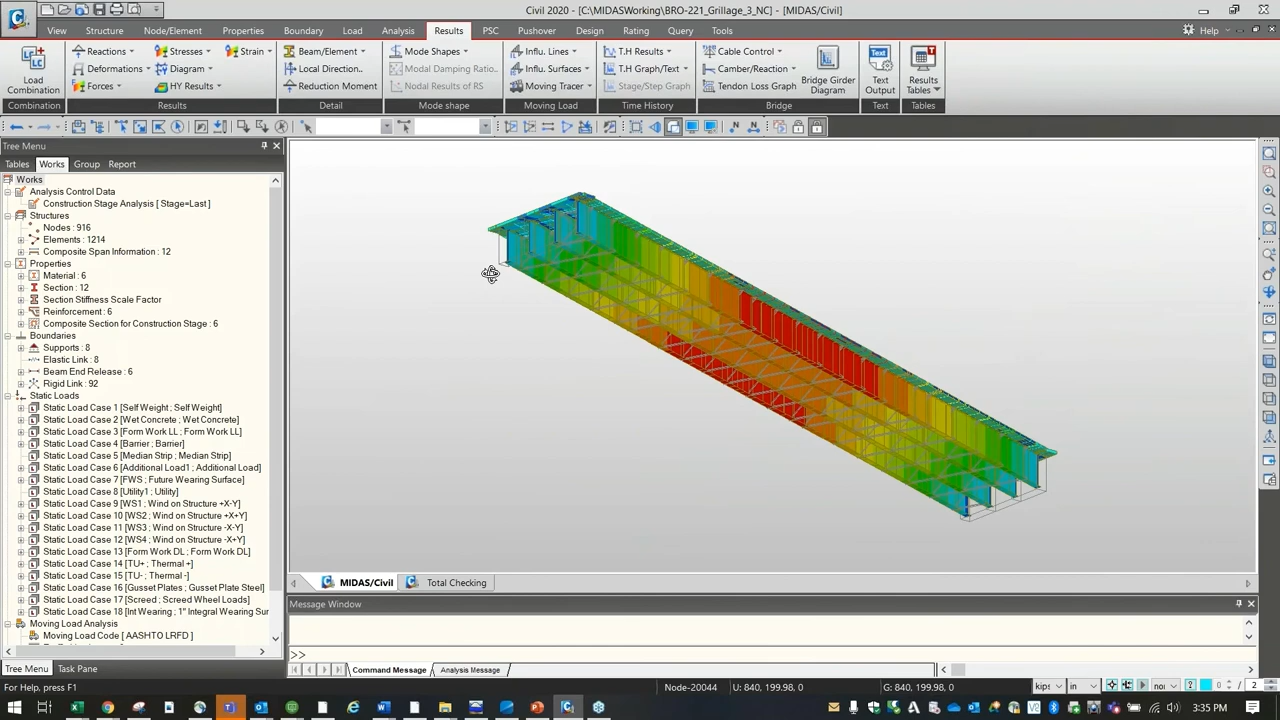 Civil 2020 - [C:\MIDASWorking\BRO-221_Grillage_3_NC] - [MIDAS/Civil]
View Structure Node/Element Properties Boundary Load Analysis Results PSC Pushover Design Rating Query Tools Help
Load Combination
Reactions Deformations Forces
Stresses Diagram HY Results
Strain
Beam/Element Local Direction.. Reduction Moment
Mode Shapes Modal Damping Ratio.. Nodal Results of RS
Influ. Lines Influ. Surfaces Moving Tracer
T.H Results T.H Graph/Text Stage/Step Graph
Cable Control Camber/Reaction Tendon Loss Graph
Bridge Girder Diagram
Text Output
Results Tables
Combination Results Detail Mode shape Moving Load Time History Bridge Text Tables
Tree Menu
Tables Works Group Report
Works
Analysis Control Data
Construction Stage Analysis [ Stage=Last ]
Structures
Nodes : 916
Elements : 1214
Composite Span Information : 12
Properties
Material : 6
Section : 12
Section Stiffness Scale Factor
Reinforcement : 6
Composite Section for Construction Stage : 6
Boundaries
Supports : 8
Elastic Link : 8
Beam End Release : 6
Rigid Link : 92
Static Loads
Static Load Case 1 [Self Weight ; Self Weight]
Static Load Case 2 [Wet Concrete ; Wet Concrete]
Static Load Case 3 [Form Work LL ; Form Work LL]
Static Load Case 4 [Barrier ; Barrier]
Static Load Case 5 [Median Strip ; Median Strip]
Static Load Case 6 [Additional Load1 ; Additional Load]
Static Load Case 7 [FWS ; Future Wearing Surface]
Static Load Case 8 [Utility1 ; Utility]
Static Load Case 9 [WS1 ; Wind on Structure +X-Y]
Static Load Case 10 [WS2 ; Wind on Structure +X+Y]
Static Load Case 11 [WS3 ; Wind on Structure -X-Y]
Static Load Case 12 [WS4 ; Wind on Structure -X+Y]
Static Load Case 13 [Form Work DL ; Form Work DL]
Static Load Case 14 [TU+ ; Thermal +]
Static Load Case 15 [TU- ; Thermal -]
Static Load Case 16 [Gusset Plates ; Gusset Plate Steel]
Static Load Case 17 [Screed ; Screed Wheel Loads]
Static Load Case 18 [Int Wearing ; 1" Integral Wearing Sur
Moving Load Analysis
Moving Load Code [ AASHTO LRFD ]
Tree Menu Task Pane
MIDAS/Civil Total Checking
Message Window
>>
Command Message Analysis Message
For Help, press F1 Node-20044 U: 840, 199.98, 0 G: 840, 199.98, 0 kips in non / 2
3:35 PM